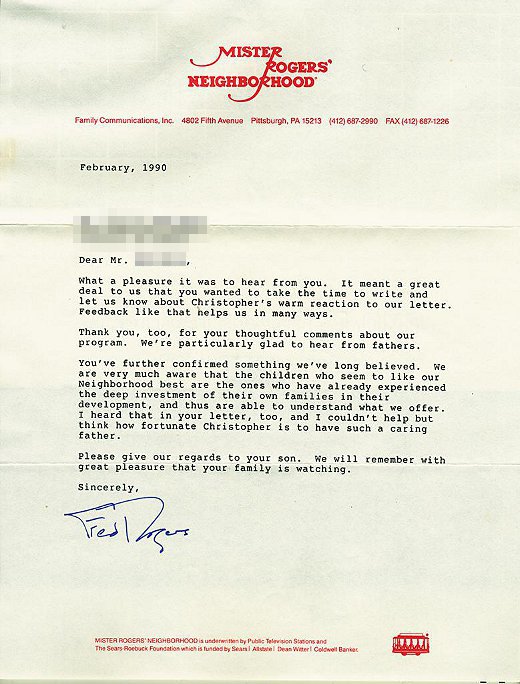 MISTER
ROGERS'
NEIGHBORHOOD
Family Communications, Inc. 4802 Fifth Avenue Pittsburgh, PA 15213 (412) 687-2990 FAX (412) 687-1226
February, 1990
Dear Mr. ,
What a pleasure it was to hear from you. It meant a great
deal to us that you wanted to take the time to write and
let us know about Christopher's warm reaction to our letter.
Feedback like that helps us in many ways.
Thank you, too, for your thoughtful comments about our
program. We're particularly glad to hear from fathers.
You've further confirmed something we've long believed. We
are very much aware that the children who seem to like our
Neighborhood best are the ones who have already experienced
the deep investment of their own families in their
development, and thus are able to understand what we offer.
I heard that in your letter, too, and I couldn't help but
think how fortunate Christopher is to have such a caring
father.
Please give our regards to your son. We will remember with
great pleasure that your family is watching.
Sincerely,
Fred Rogers
MISTER ROGERS' NEIGHBORHOOD is underwritten by Public Television Stations and
The Sears-Roebuck Foundation which is funded by Sears | Allstate | Dean Witter | Coldwell Banker.